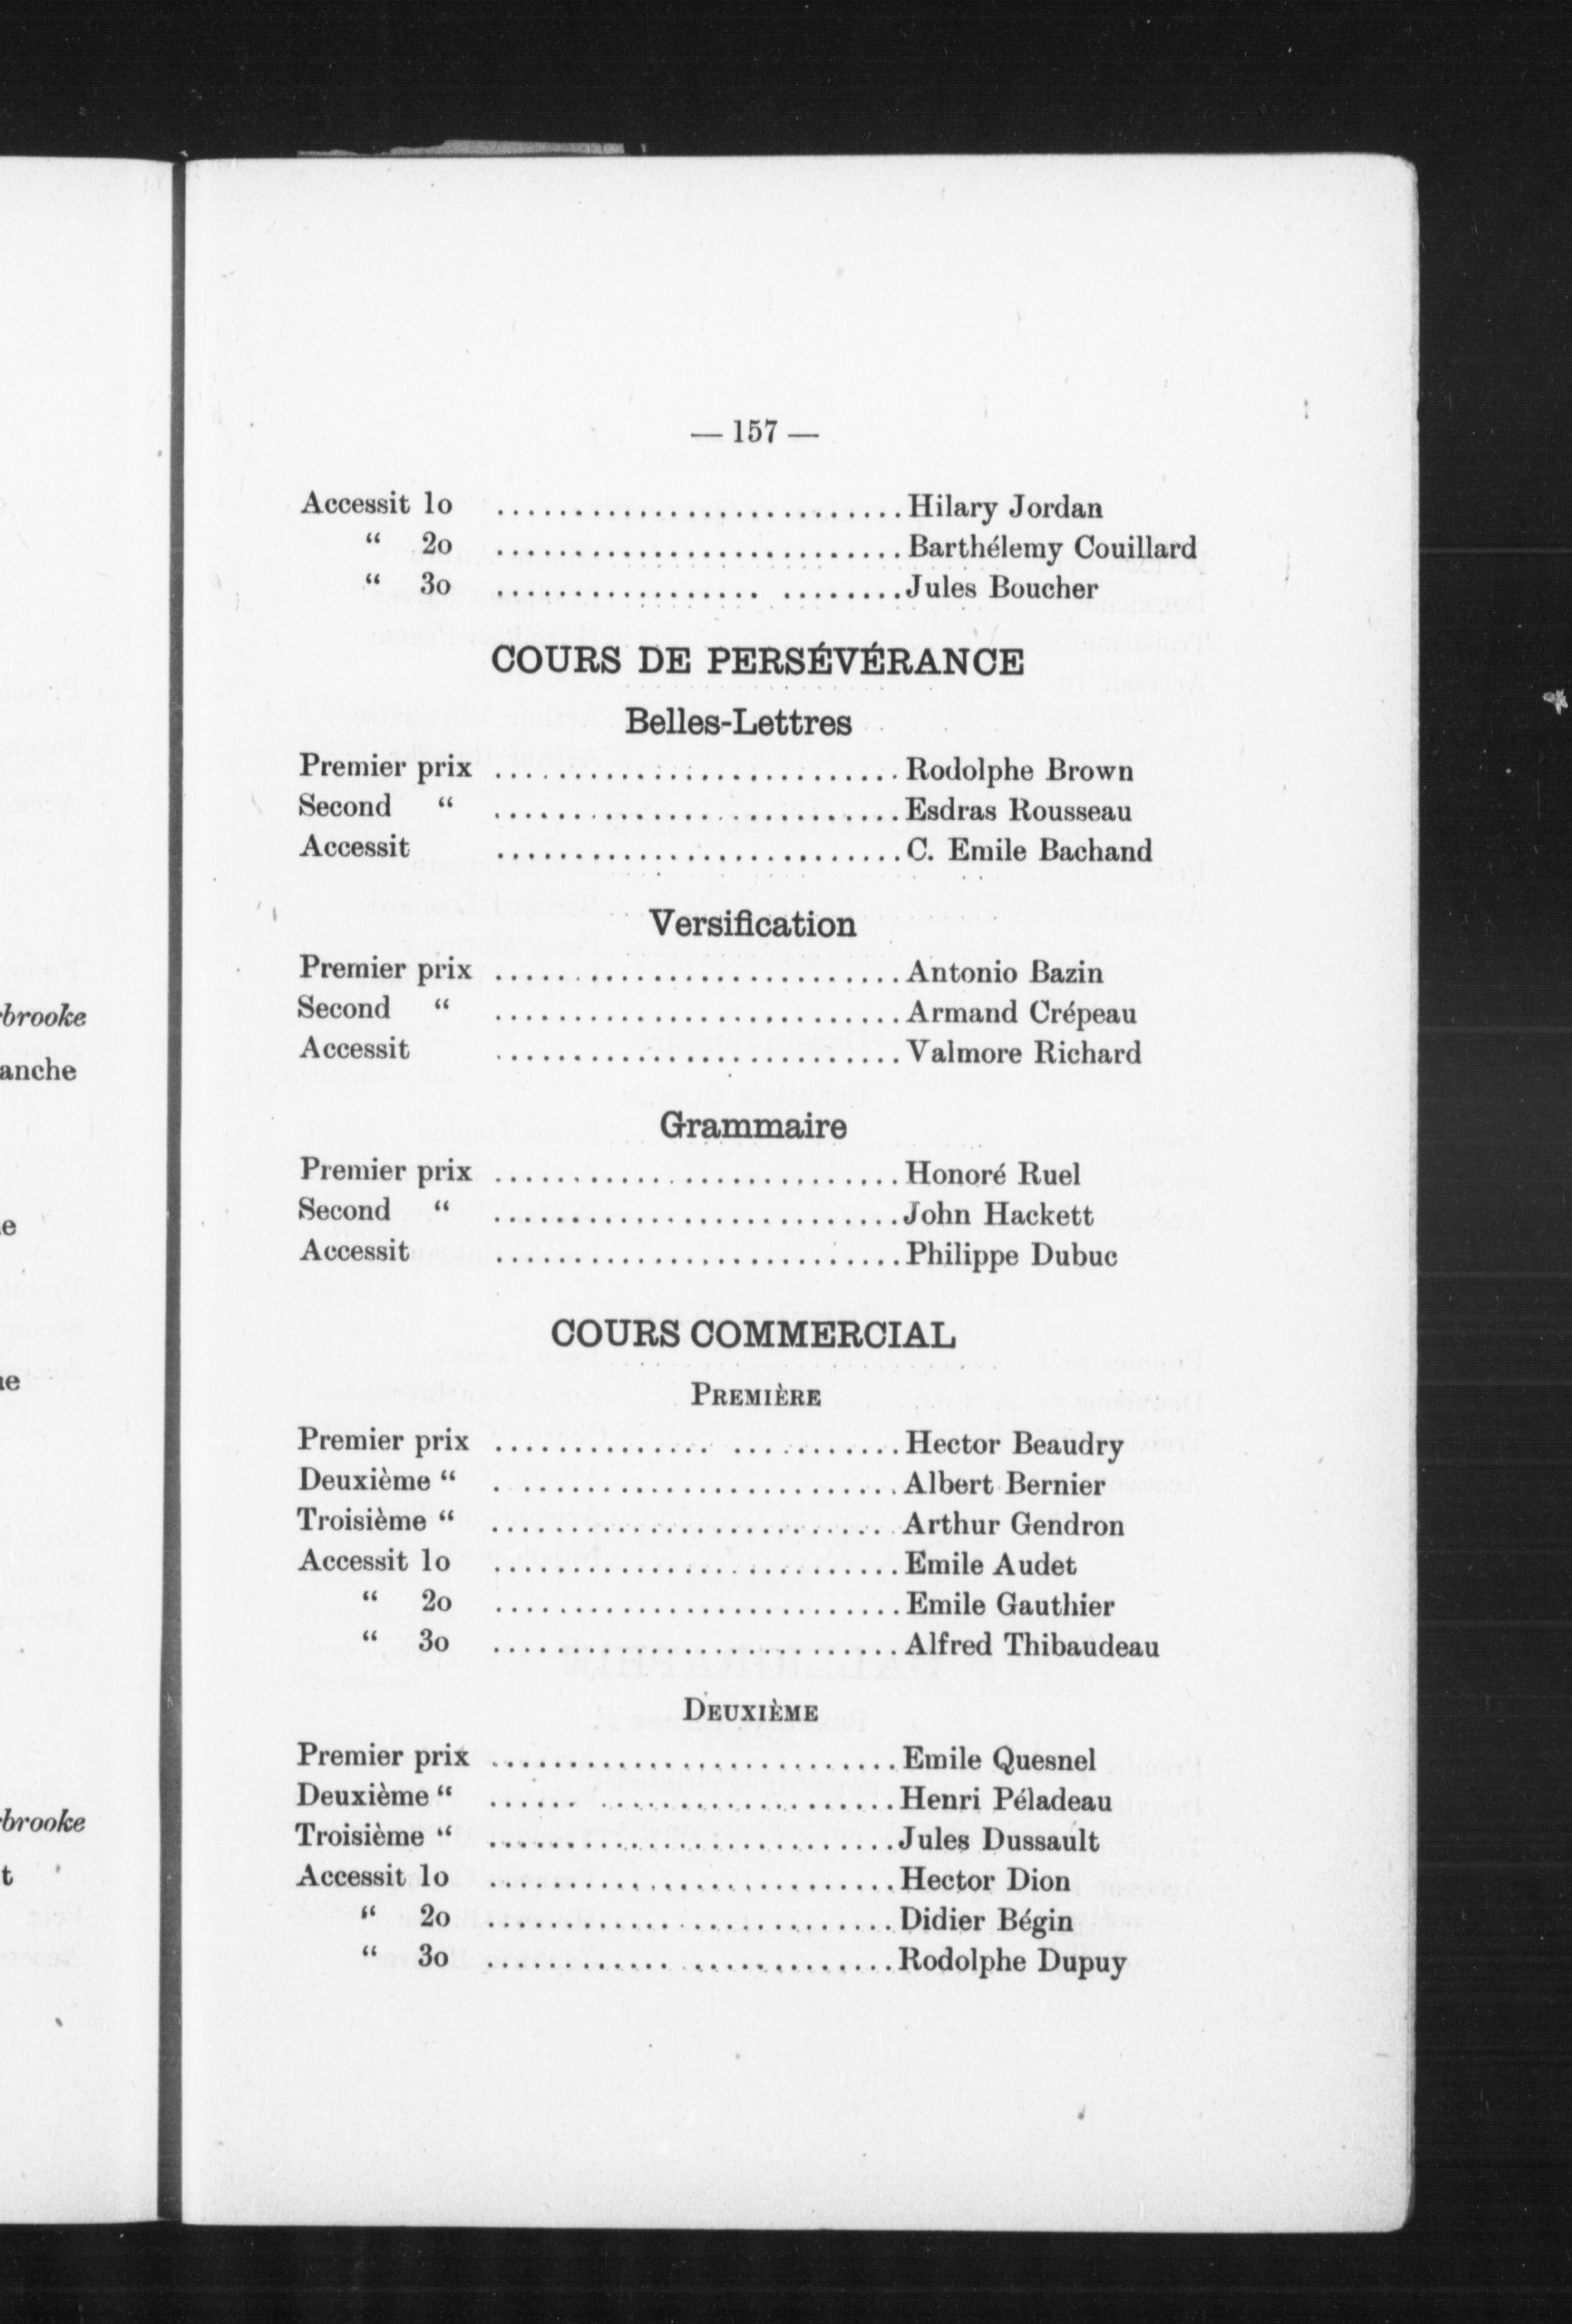 — 157 —
Accessit 1o ..........................Hilary Jordan
“ 2o ..........................Barthélemy Couillard
“ 3o ................. ........Jules Boucher
COURS DE PERSÉVÉRANCE
Belles-Lettres
Premier prix ..........................Rodolphe Brown
Second “ ..........................Esdras Rousseau
Accessit ..........................C. Emile Bachand
Versification
Premier prix ..........................Antonio Bazin
Second “ ..........................Armand Crépeau
Accessit ..........................Valmore Richard
Grammaire
Premier prix ..........................Honoré Ruel
Second “ ..........................John Hackett
Accessit ..........................Philippe Dubuc
COURS COMMERCIAL
PREMIÈRE
Premier prix .............. ...........Hector Beaudry
Deuxième “ . ........................Albert Bernier
Troisième “ ..........................Arthur Gendron
Accessit 1o ..........................Emile Audet
“ 2o ..........................Emile Gauthier
“ 3o ..........................Alfred Thibaudeau
DEUXIÈME
Premier prix ..........................Emile Quesnel
Deuxième “ ...... ...................Henri Péladeau
Troisième “ ..........................Jules Dussault
Accessit 1o ..........................Hector Dion
“ 2o ..........................Didier Bégin
“ 3o ............ .............Rodolphe Dupuy